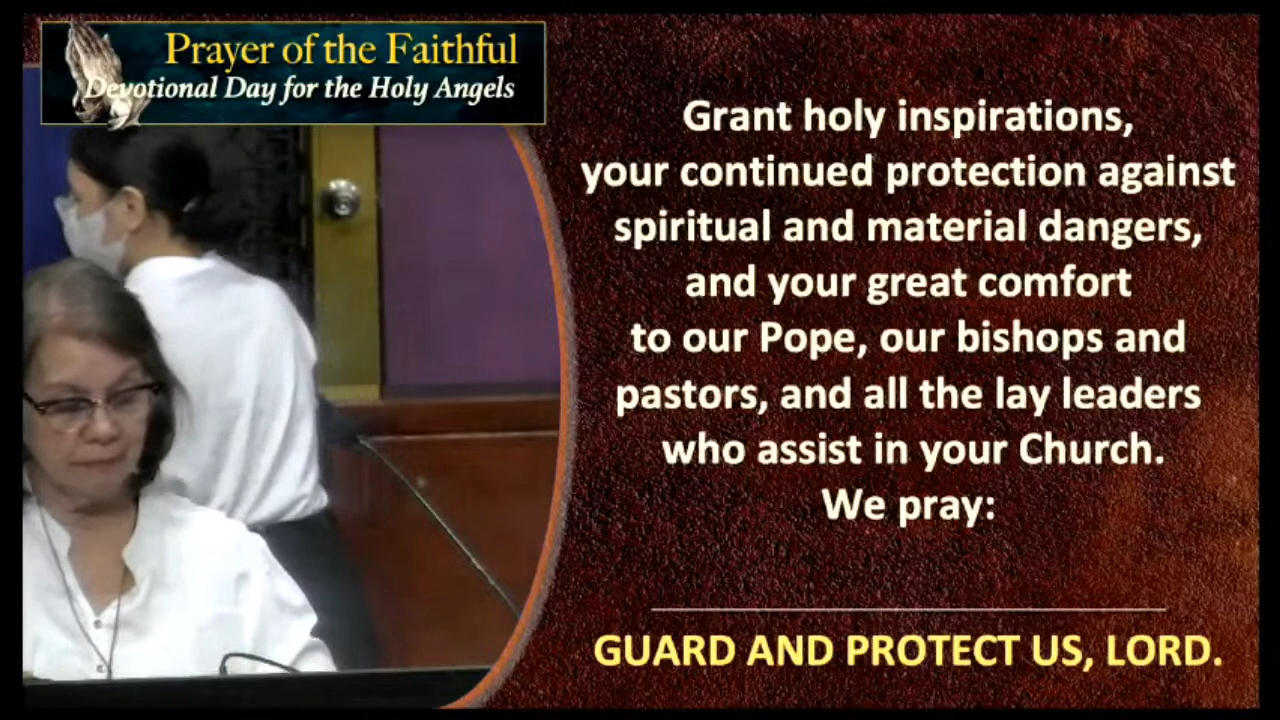 Prayer of the Faithful
Devotional Day for the Holy Angels
Grant holy inspirations,
your continued protection against
spiritual and material dangers,
and your great comfort
to our Pope, our bishops and
pastors, and all the lay leaders
who assist in your Church.
We pray:
GUARD AND PROTECT US, LORD.